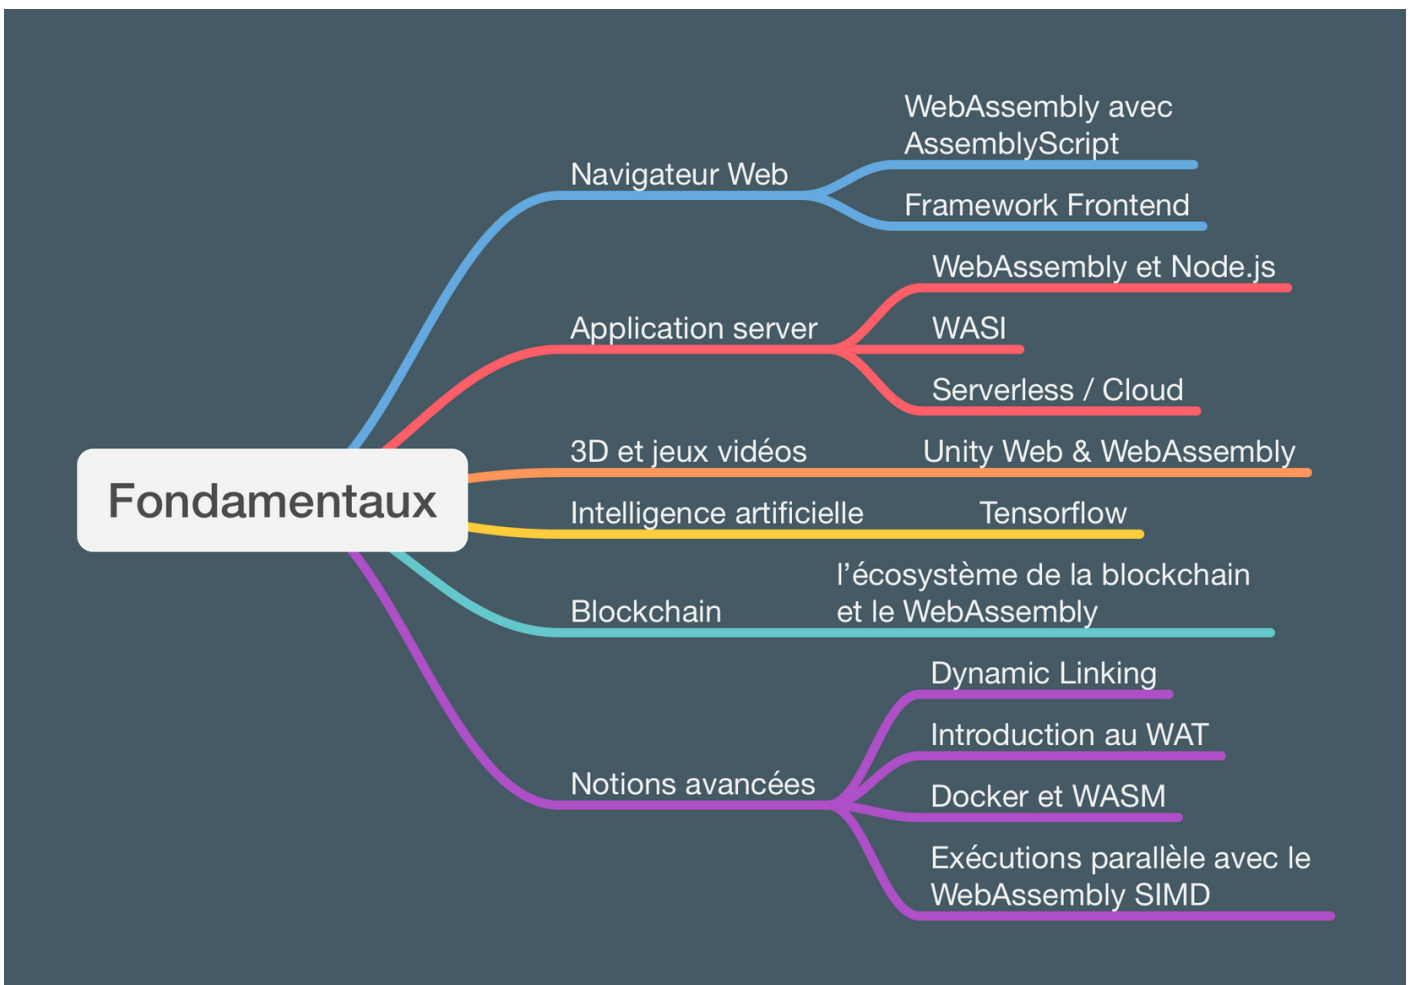 WebAssembly avec
AssemblyScript
Navigateur Web
Framework Frontend
WebAssembly et Node.js
Application server
WASI
Serverless / Cloud
3D et jeux vidéos
Unity Web & WebAssembly
Fondamentaux
Intelligence artificielle
Tensorflow
l’écosystème de la blockchain
et le WebAssembly
Blockchain
Dynamic Linking
Introduction au WAT
Notions avancées
Docker et WASM
Exécutions parallèle avec le
WebAssembly SIMD